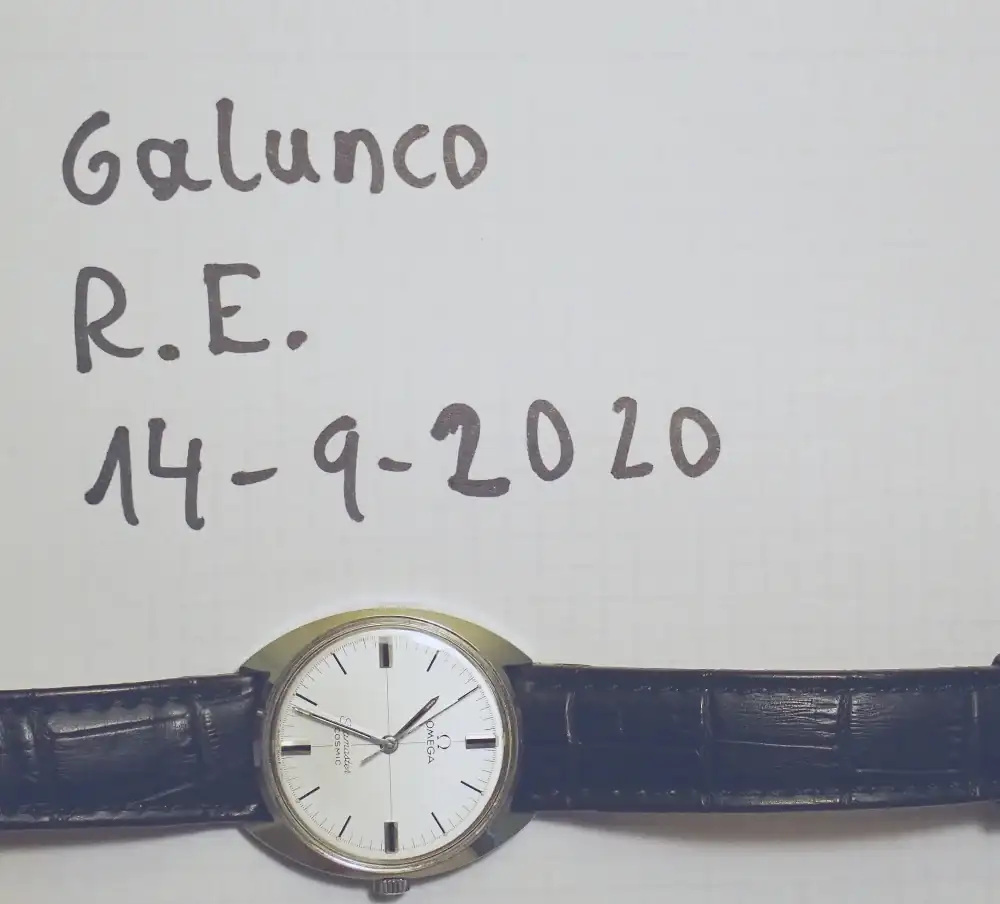 Galunco
R.E.
14-9-2020
Ω
OMEGA
Seamaster
COSMIC